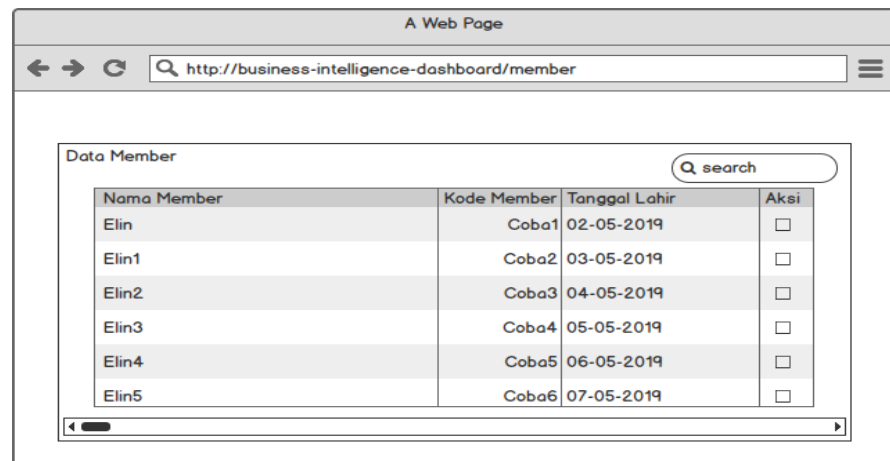 A Web Page
http://business-intelligence-dashboard/member
Data Member
search
Nama Member Kode Member Tanggal Lahir Aksi
Elin Coba1 02-05-2019
Elin1 Coba2 03-05-2019
Elin2 Coba3 04-05-2019
Elin3 Coba4 05-05-2019
Elin4 Coba5 06-05-2019
Elin5 Coba6 07-05-2019